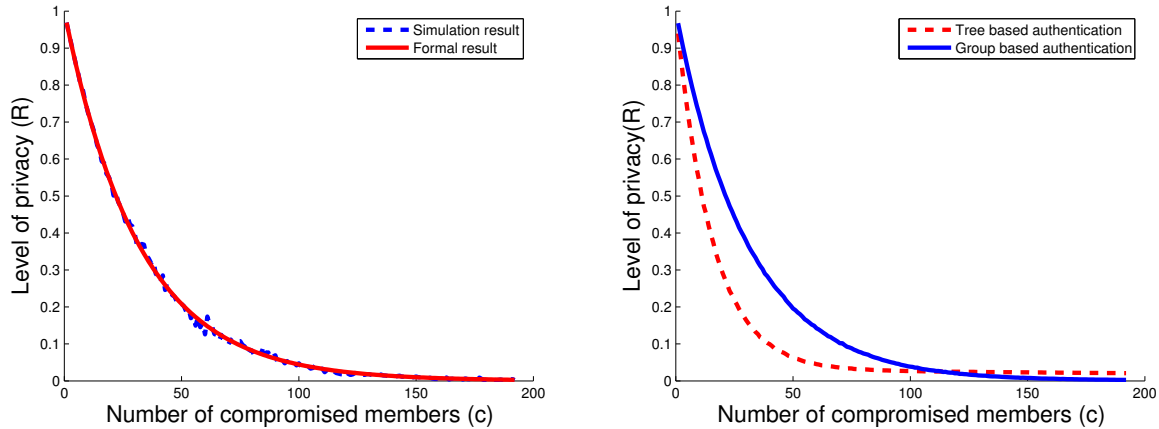 1
0.9
0.8
0.7
0.6
0.5
0.4
0.3
0.2
0.1
0
Level of privacy (R)
0 50 100 150 200
Number of compromised members (c)
Simulation result
Formal result
1
0.9
0.8
0.7
0.6
0.5
0.4
0.3
0.2
0.1
0
Level of privacy(R)
0 50 100 150 200
Number of compromised members (c)
Tree based authentication
Group based authentication